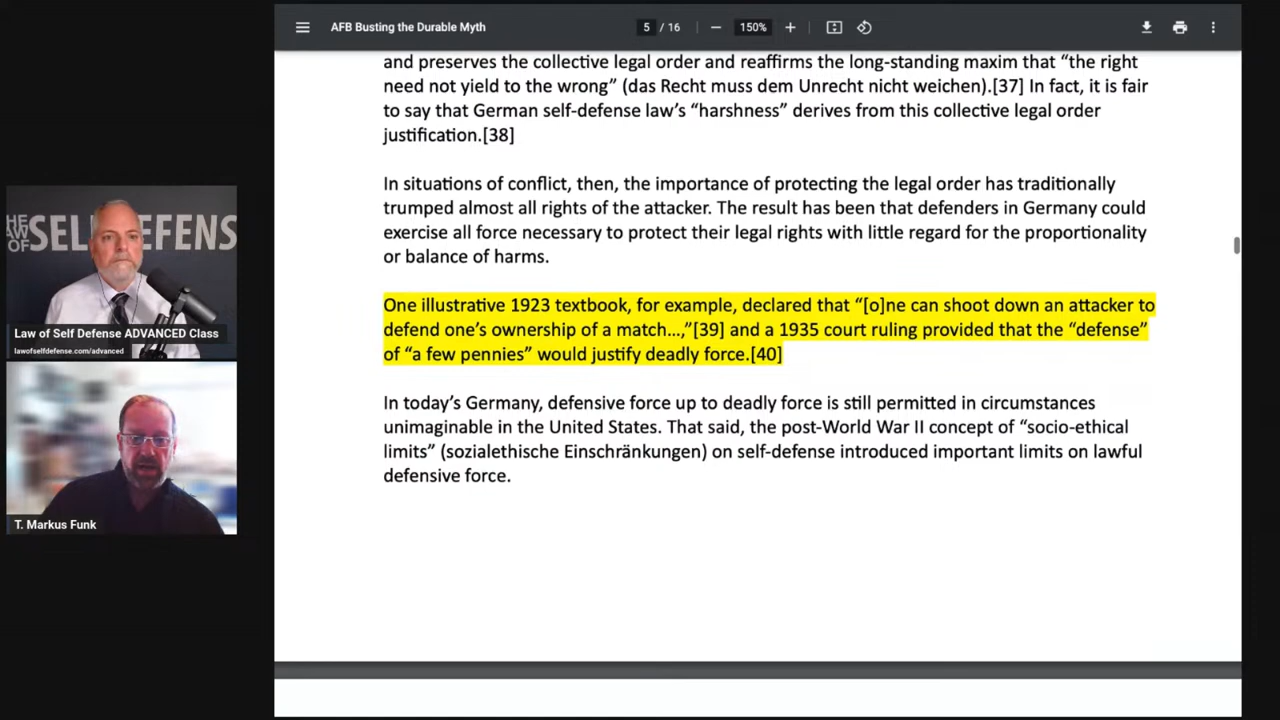 AFB Busting the Durable Myth
5 / 16
150%
and preserves the collective legal order and reaffirms the long-standing maxim that “the right
need not yield to the wrong” (das Recht muss dem Unrecht nicht weichen).[37] In fact, it is fair
to say that German self-defense law’s “harshness” derives from this collective legal order
justification.[38]
In situations of conflict, then, the importance of protecting the legal order has traditionally
trumped almost all rights of the attacker. The result has been that defenders in Germany could
exercise all force necessary to protect their legal rights with little regard for the proportionality
or balance of harms.
One illustrative 1923 textbook, for example, declared that “[o]ne can shoot down an attacker to
defend one’s ownership of a match…,”[39] and a 1935 court ruling provided that the “defense”
of “a few pennies” would justify deadly force.[40]
In today’s Germany, defensive force up to deadly force is still permitted in circumstances
unimaginable in the United States. That said, the post-World War II concept of “socio-ethical
limits” (sozialethische Einschränkungen) on self-defense introduced important limits on lawful
defensive force.
HE
LAW
OF
SEL
EFENS
Law of Self Defense ADVANCED Class
lawofselfdefense.com/advanced
T. Markus Funk